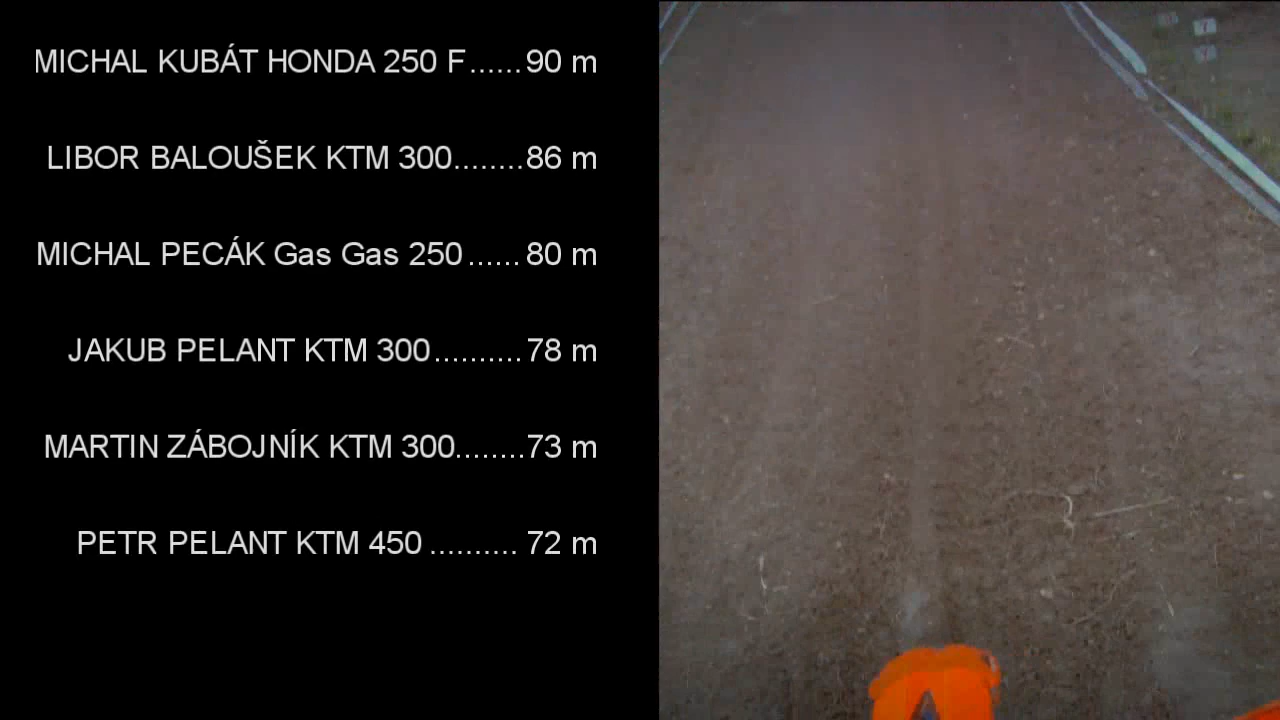 MICHAL KUBÁT HONDA 250 F......90 m
LIBOR BALOUŠEK KTM 300........86 m
MICHAL PECÁK Gas Gas 250 ......80 m
JAKUB PELANT KTM 300..........78 m
MARTIN ZÁBOJNÍK KTM 300........73 m
PETR PELANT KTM 450 .......... 72 m